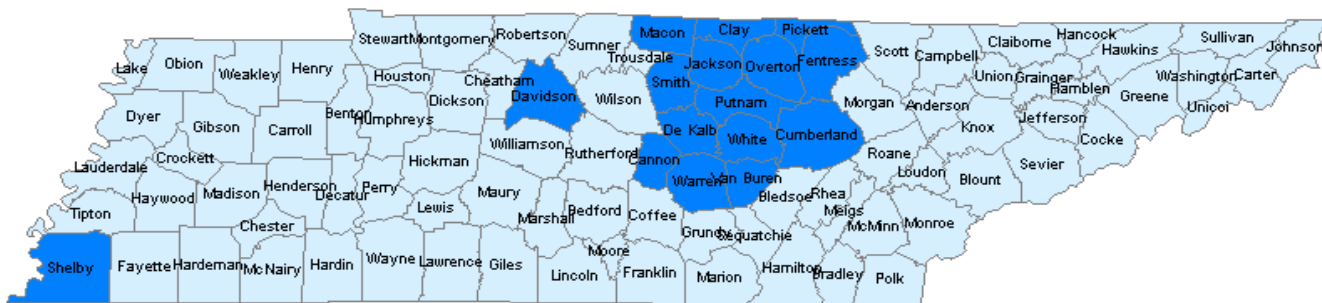 Lake
Obion
Weakley
Henry
Stewart
Montgomery
Robertson
Sumner
Trousdale
Macon
Clay
Pickett
Scott
Campbell
Claiborne
Hancock
Hawkins
Sullivan
Johnson
Houston
Cheatham
Davidson
Wilson
Smith
Jackson
Overton
Fentress
Union
Grainger
Hamblen
Washington
Carter
Greene
Unicoi
Dyer
Gibson
Carroll
Benton
Humphreys
Dickson
Putnam
Morgan
Anderson
Knox
Jefferson
Cocke
Lauderdale
Crockett
Hickman
Williamson
Rutherford
Cannon
De Kalb
White
Cumberland
Roane
Loudon
Blount
Sevier
Tipton
Haywood
Madison
Henderson
Decatur
Perry
Lewis
Maury
Marshall
Bedford
Coffee
Warren
Van Buren
Bledsoe
Rhea
Meigs
McMinn
Monroe
Chester
Moore
Grundy
Sequatchie
Shelby
Fayette
Hardeman
McNairy
Hardin
Wayne
Lawrence
Giles
Lincoln
Franklin
Marion
Hamilton
Bradley
Polk